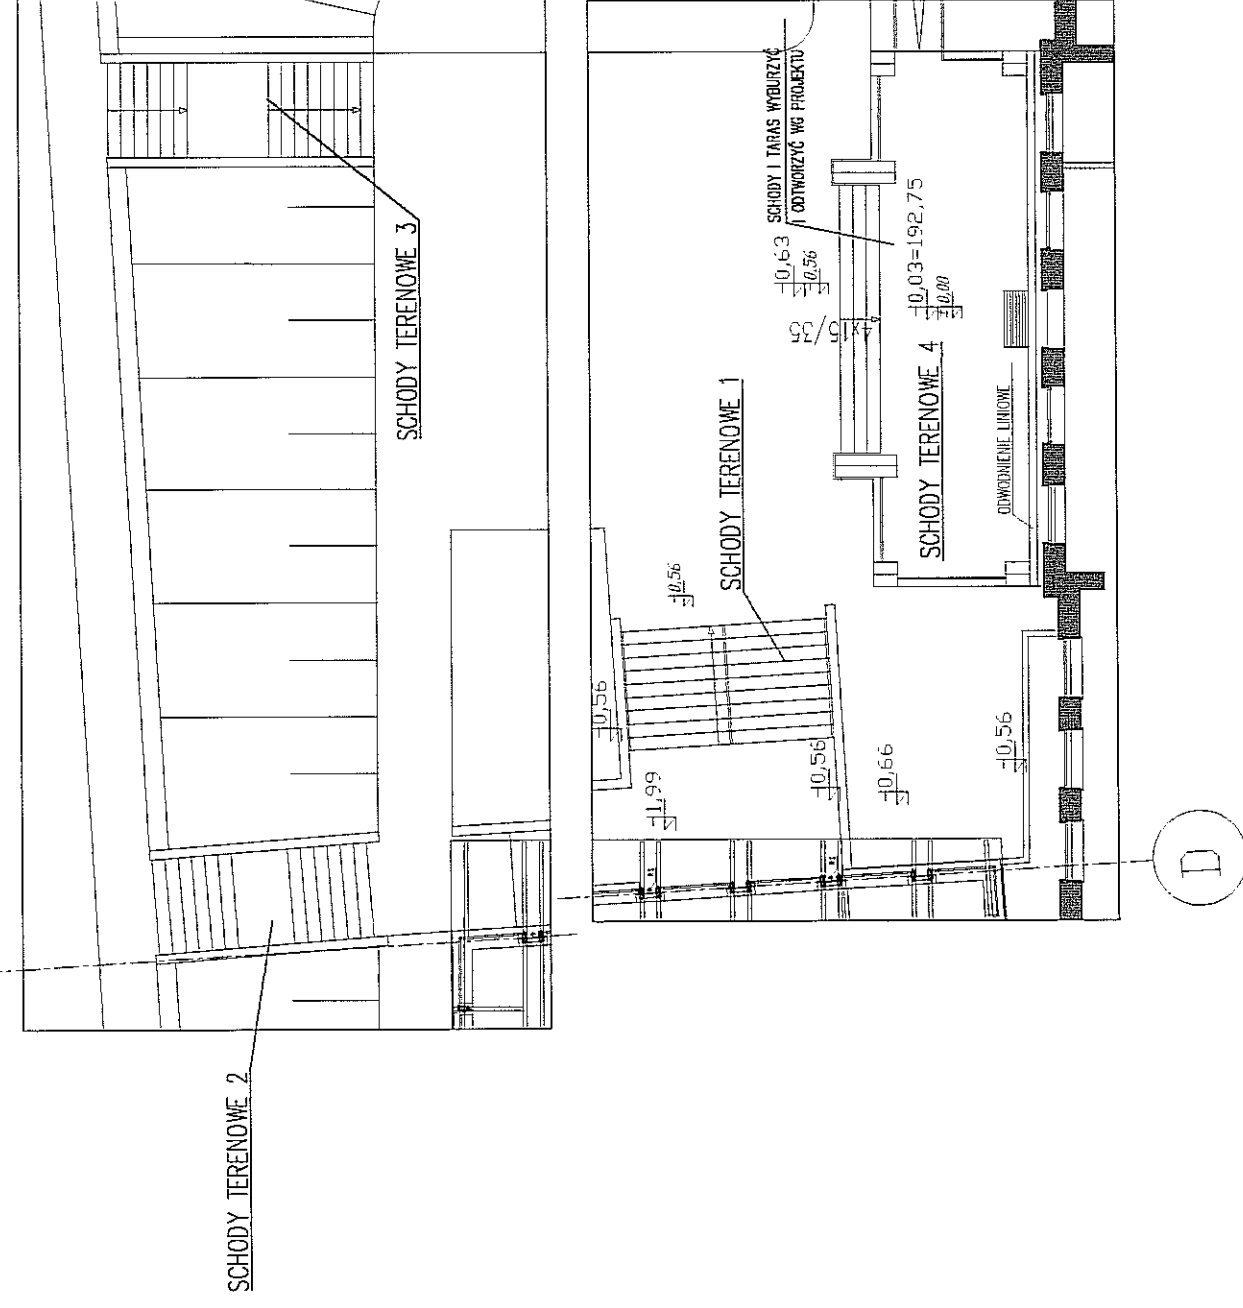 SCHODY TERENOWE 3
SCHODY I TARAS WYBURZYĆ
I ODTWORZYĆ WG PROJEKTU
-0,63
-0,56
-0,03=192,75
±0,00
4x15/35
SCHODY TERENOWE 4
ODWODNIENIE LINIOWE
SCHODY TERENOWE 1
-0,56
-0,56
-1,99
-0,56
-0,66
-0,56
SCHODY TERENOWE 2
D